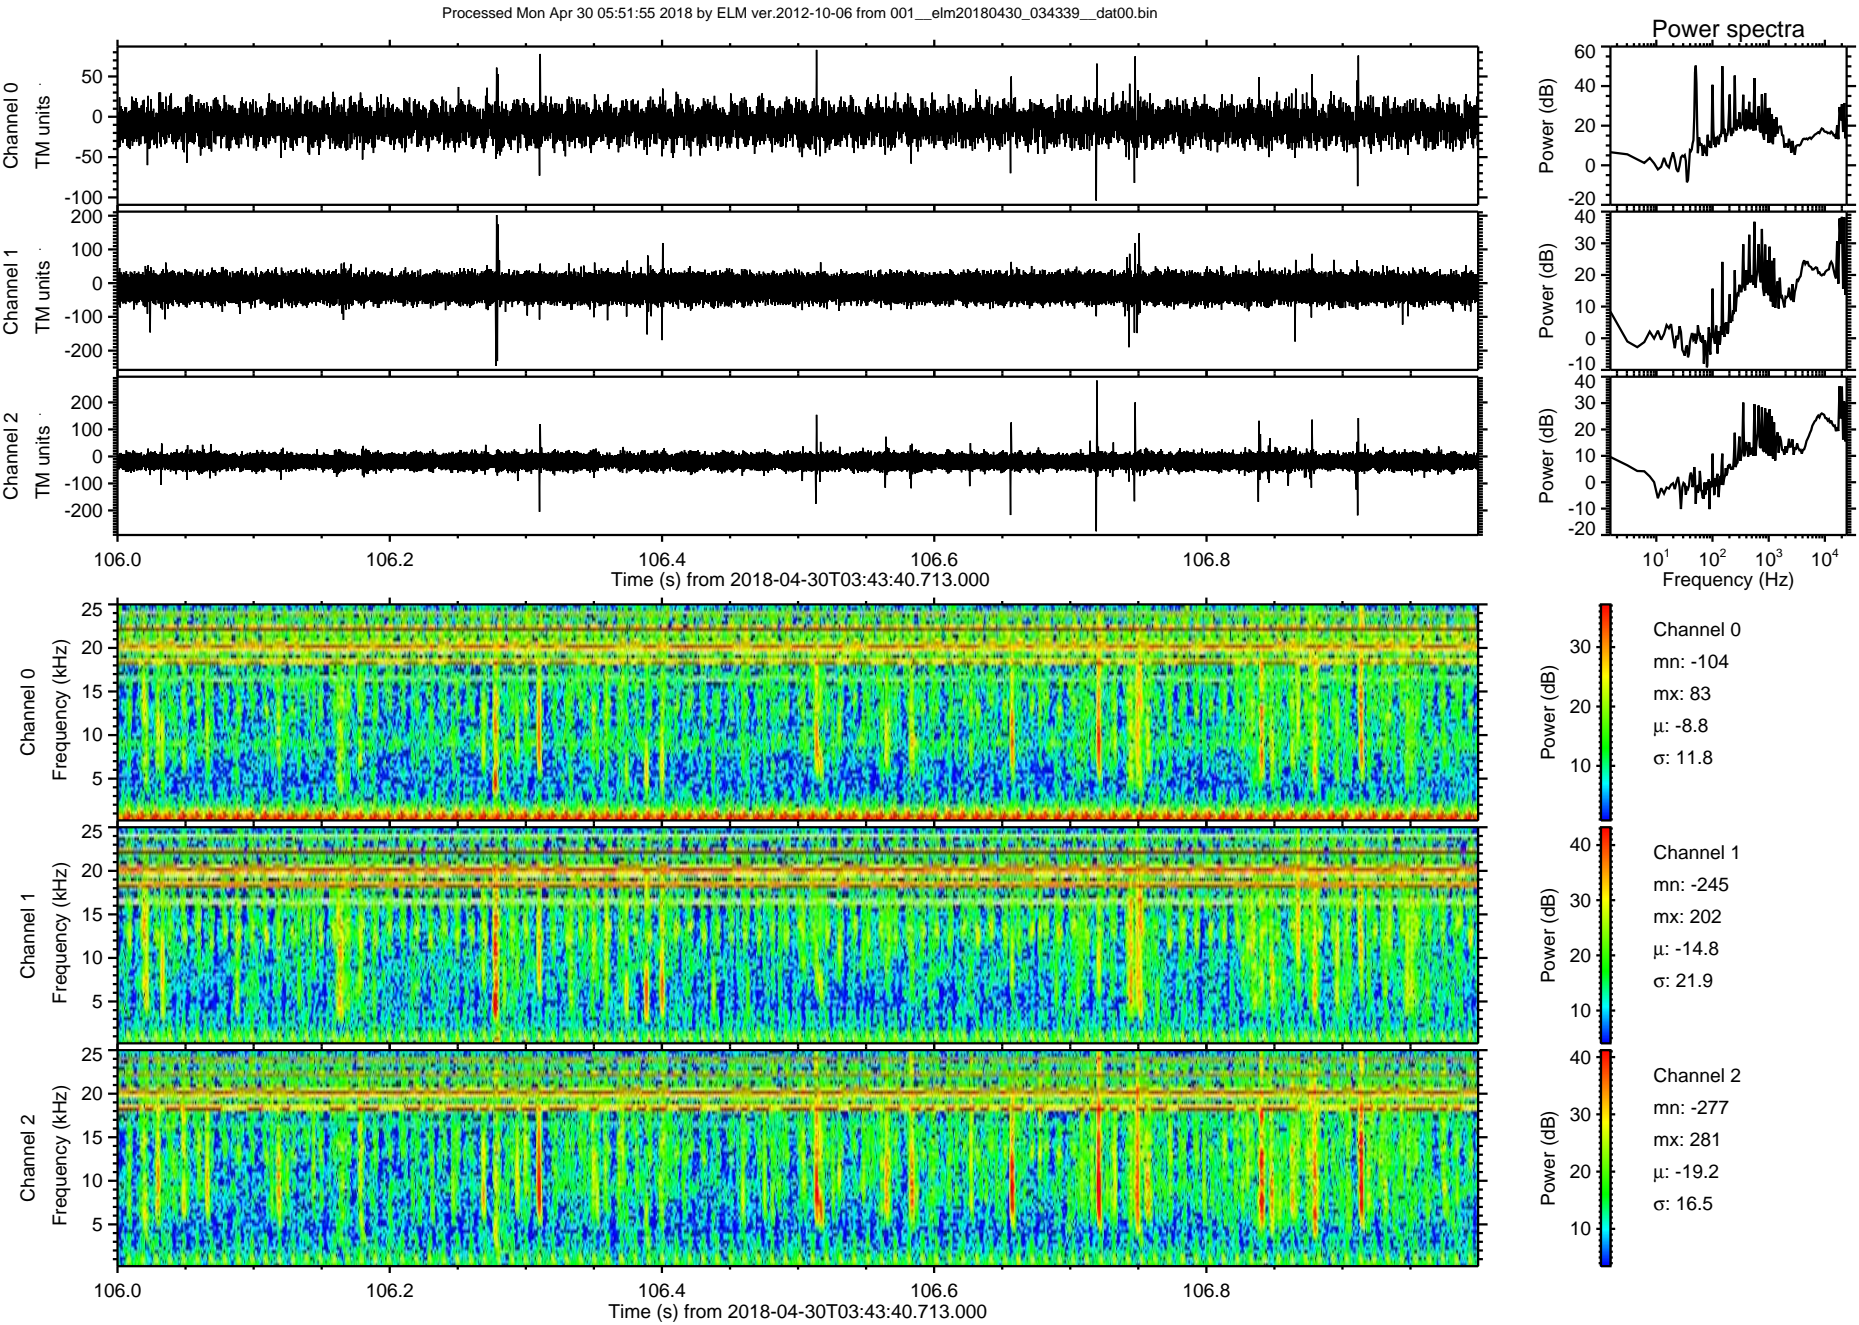 Processed Mon Apr 30 05:51:55 2018 by ELM ver.2012-10-06 from 001__elm20180430_034339__dat00.bin
Power spectra
Channel 0
TM units
50
0
-50
-100
Power (dB)
60
40
20
0
-20
Channel 1
TM units
200
100
0
-100
-200
Power (dB)
40
30
20
10
0
-10
Channel 2
TM units
200
100
0
-100
-200
Power (dB)
40
30
20
10
0
-10
-20
106.0 106.2 106.4 106.6 106.8
Time (s) from 2018-04-30T03:43:40.713.000
10¹ 10² 10³ 10⁴
Frequency (Hz)
Channel 0
Frequency (kHz)
25
20
15
10
5
Power (dB)
30
20
10
Channel 0
mn: -104
mx: 83
μ: -8.8
σ: 11.8
Channel 1
Frequency (kHz)
25
20
15
10
5
Power (dB)
40
30
20
10
Channel 1
mn: -245
mx: 202
μ: -14.8
σ: 21.9
Channel 2
Frequency (kHz)
25
20
15
10
5
Power (dB)
40
30
20
10
Channel 2
mn: -277
mx: 281
μ: -19.2
σ: 16.5
106.0 106.2 106.4 106.6 106.8
Time (s) from 2018-04-30T03:43:40.713.000